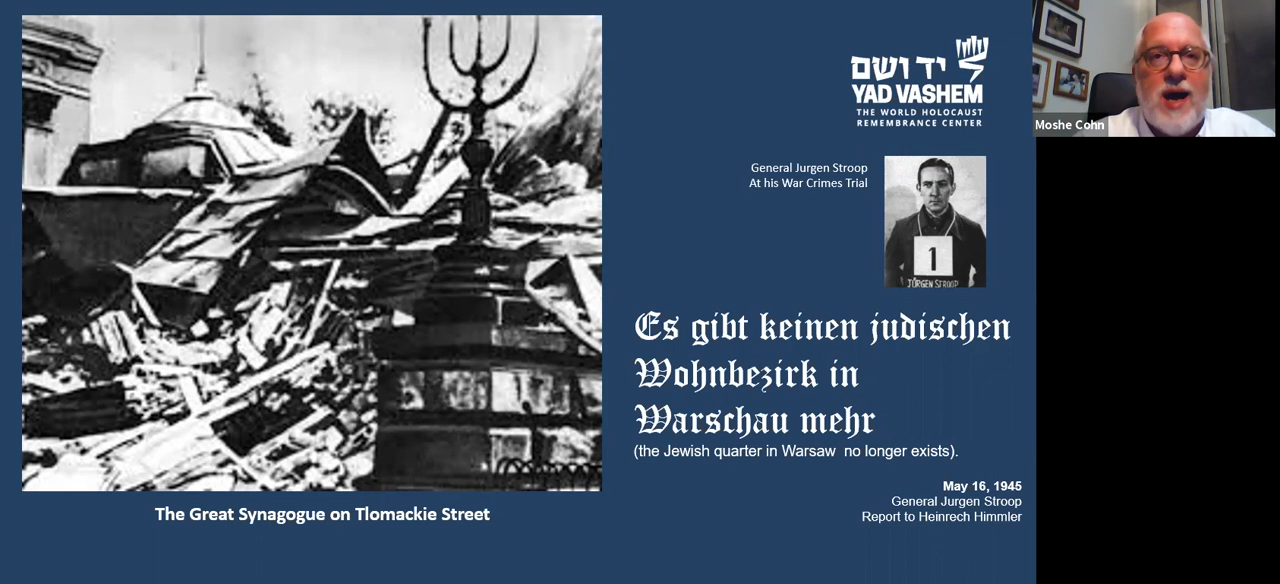 יד ושם
YAD VASHEM
THE WORLD HOLOCAUST
REMEMBRANCE CENTER
Moshe Cohn
General Jurgen Stroop
At his War Crimes Trial
1
JÜRGEN STROOP
Es gibt keinen judischen
Wohnbezirk in
Warschau mehr
(the Jewish quarter in Warsaw no longer exists).
May 16, 1945
General Jurgen Stroop
Report to Heinrech Himmler
The Great Synagogue on Tlomackie Street